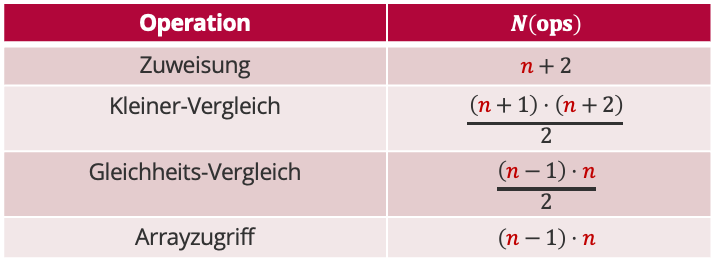 Operation N(ops)
Zuweisung n + 2
Kleiner-Vergleich (n + 1) · (n + 2)
2
Gleichheits-Vergleich (n − 1) · n
2
Arrayzugriff (n − 1) · n